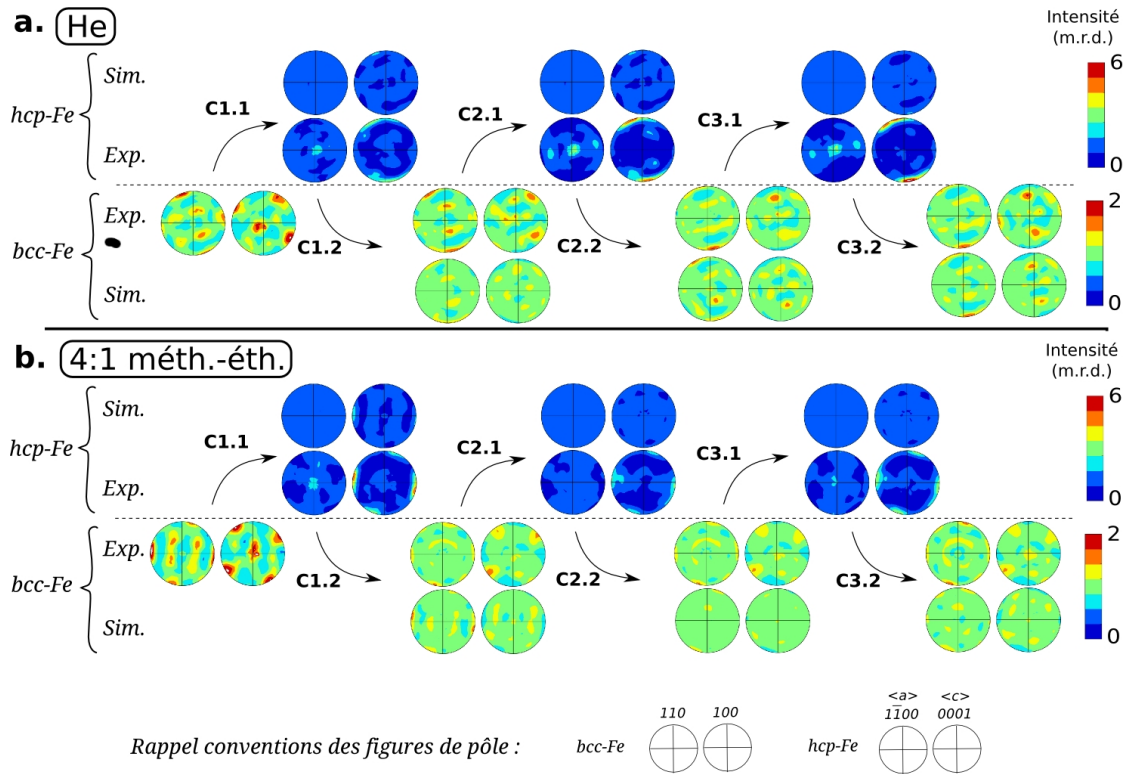 a. He
Intensité
(m.r.d.)
6
0
hcp-Fe
Sim.
Exp.
C1.1
C2.1
C3.1
bcc-Fe
Exp.
Sim.
C1.2
C2.2
C3.2
2
0
b. 4:1 méth.-éth.
Intensité
(m.r.d.)
6
0
hcp-Fe
Sim.
Exp.
C1.1
C2.1
C3.1
bcc-Fe
Exp.
Sim.
C1.2
C2.2
C3.2
2
0
Rappel conventions des figures de pôle :
bcc-Fe
110
100
hcp-Fe
<a>
11̅00
<c>
0001